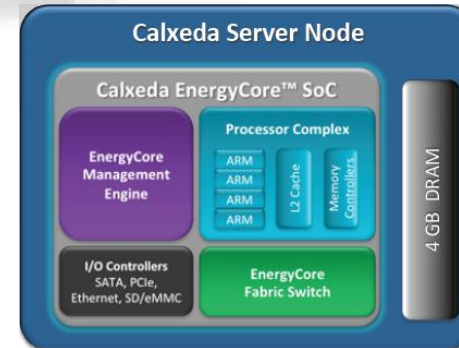 Calxeda Server Node
Calxeda EnergyCore™ SoC
EnergyCore
Management
Engine
Processor Complex
ARM
ARM
ARM
ARM
L2 Cache
Memory
Controllers
I/O Controllers
SATA, PCIe,
Ethernet, SD/eMMC
EnergyCore
Fabric Switch
4 GB DRAM